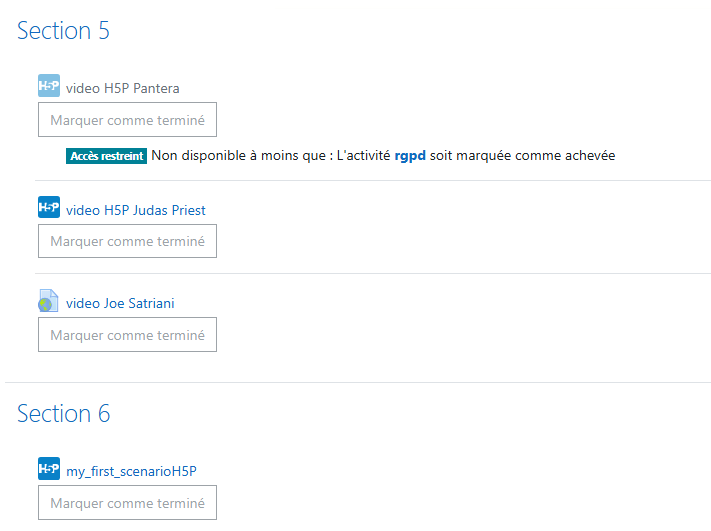 Section 5
H5P video H5P Pantera
Marquer comme terminé
Accès restreint Non disponible à moins que : L'activité rgpd soit marquée comme achevée
H5P video H5P Judas Priest
Marquer comme terminé
video Joe Satriani
Marquer comme terminé
Section 6
H5P my_first_scenarioH5P
Marquer comme terminé